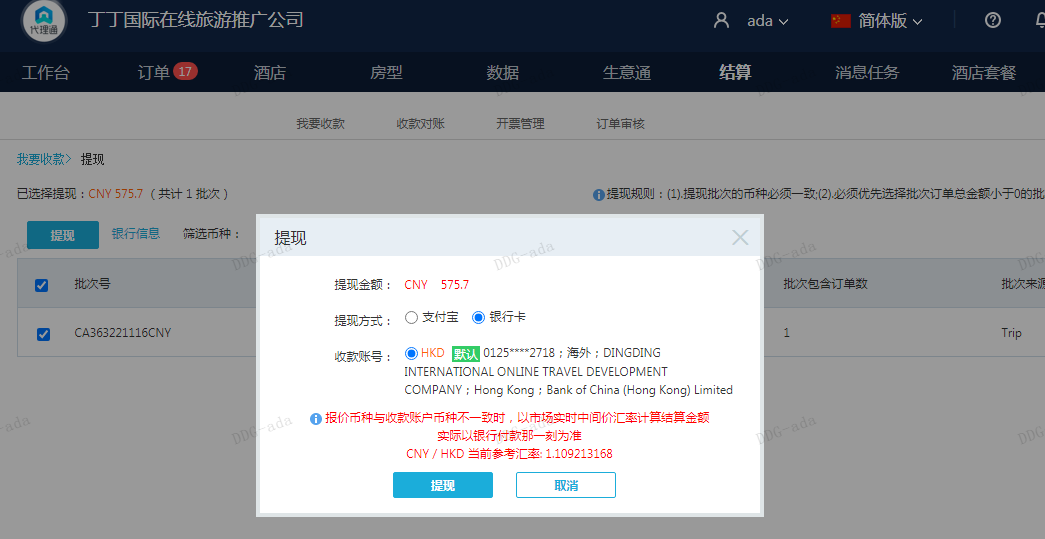 代理通
丁丁国际在线旅游推广公司
ada
简体版
工作台 订单 17 酒店 房型 数据 生意通 结算 消息任务 酒店套餐
我要收款 收款对账 开票管理 订单审核
我要收款> 提现
已选择提现：CNY 575.7 （ 共计 1 批次 ）
提现规则：(1).提现批次的币种必须一致;(2).必须优先选择批次订单总金额小于0的批
提现 银行信息 筛选币种：
批次号 批次包含订单数 批次来源
CA363221116CNY 1 Trip
提现
提现金额： CNY 575.7
提现方式： 支付宝 银行卡
收款账号： HKD 默认 0125****2718；海外；DINGDING
INTERNATIONAL ONLINE TRAVEL DEVELOPMENT
COMPANY；Hong Kong；Bank of China (Hong Kong) Limited
报价币种与收款账户币种不一致时，以市场实时中间价汇率计算结算金额
实际以银行付款那一刻为准
CNY / HKD 当前参考汇率: 1.109213168
提现 取消
DDG-ada
DDG-ada
DDG-ada
DDG-ada
DDG-ada